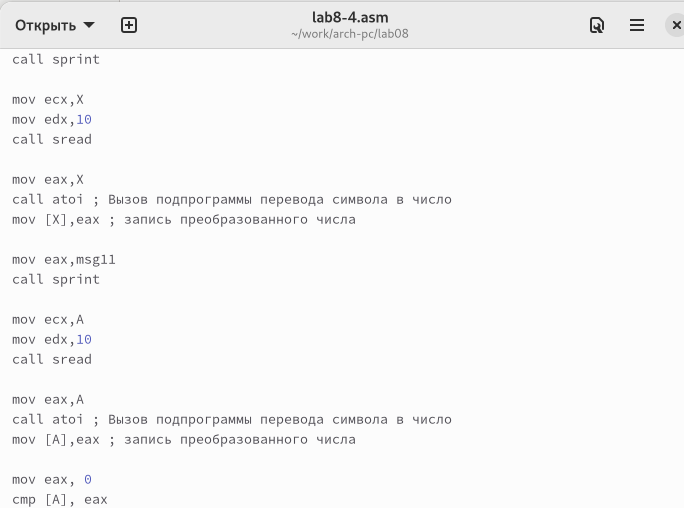 Открыть
lab8-4.asm
~/work/arch-pc/lab08
call sprint
mov ecx,X
mov edx,10
call sread
mov eax,X
call atoi ; Вызов подпрограммы перевода символа в число
mov [X],eax ; запись преобразованного числа
mov eax,msg11
call sprint
mov ecx,A
mov edx,10
call sread
mov eax,A
call atoi ; Вызов подпрограммы перевода символа в число
mov [A],eax ; запись преобразованного числа
mov eax, 0
cmp [A], eax